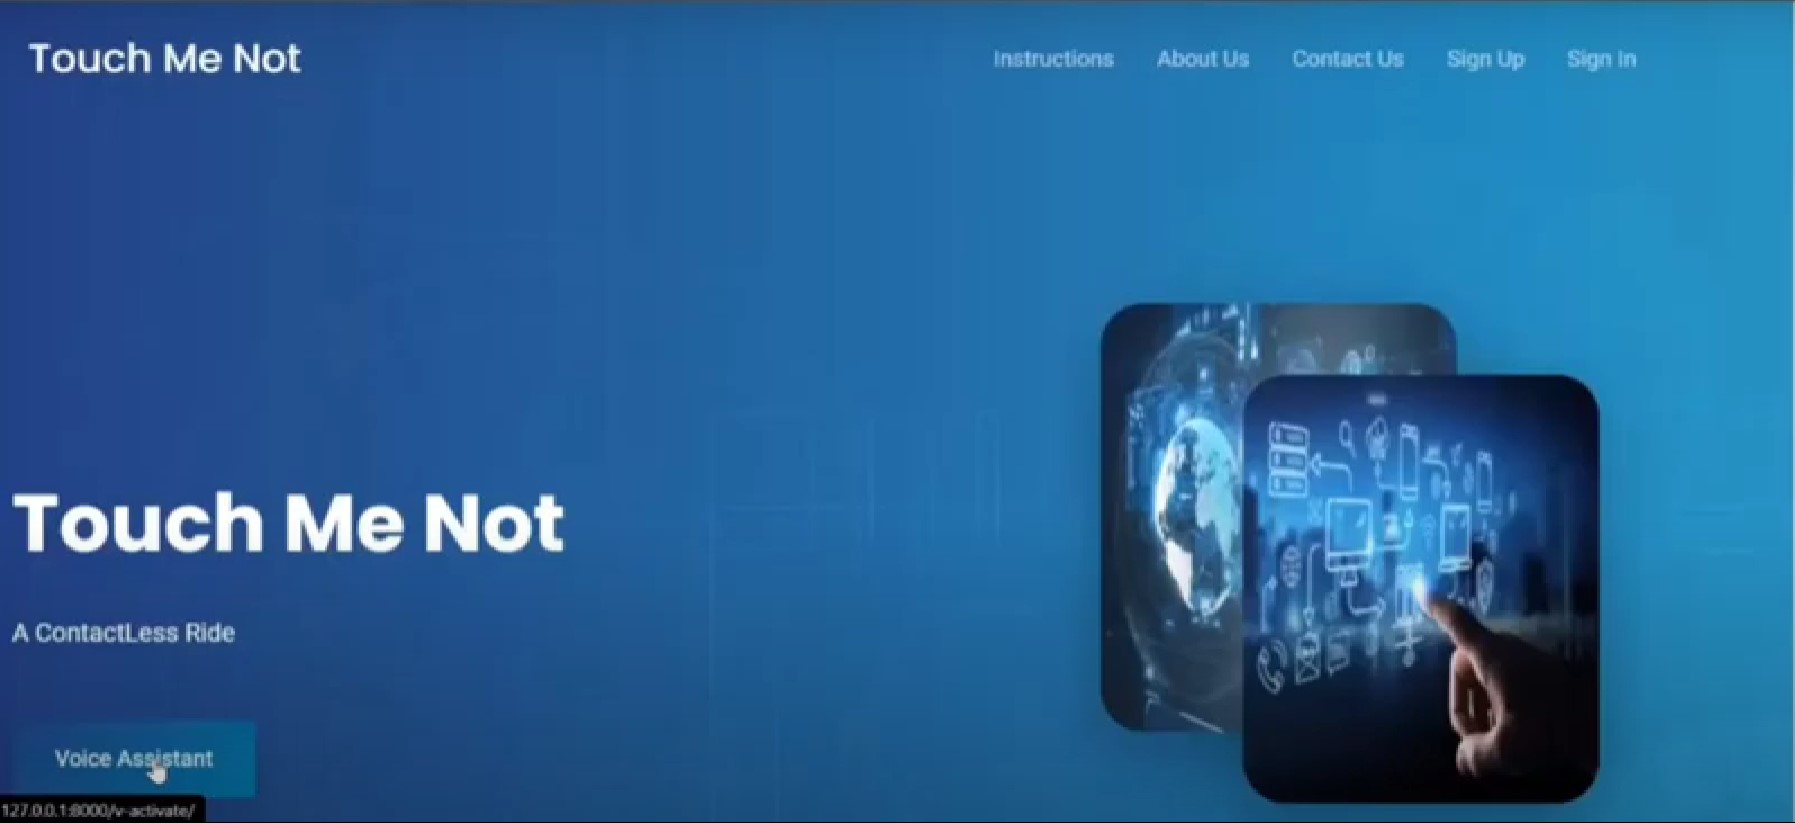 Touch Me Not
Instructions About Us Contact Us Sign Up Sign In
Touch Me Not
A ContactLess Ride
Voice Assistant
127.0.0.1:8000/v-activate/